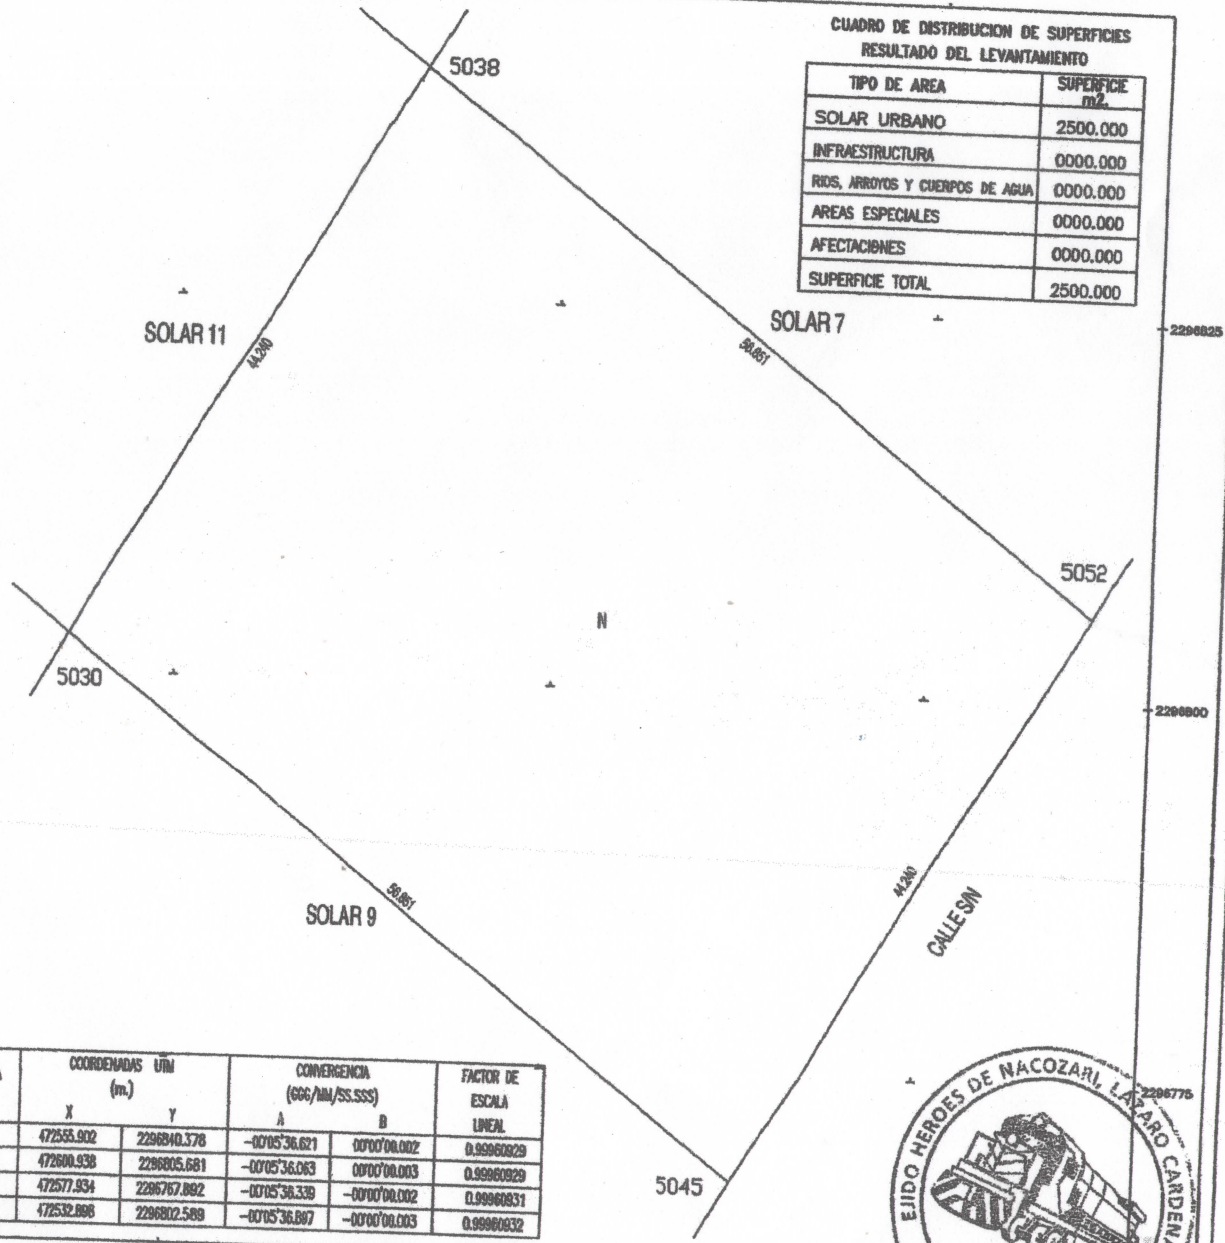 CUADRO DE DISTRIBUCION DE SUPERFICIES
RESULTADO DEL LEVANTAMIENTO
TIPO DE AREA SUPERFICIE m2.
SOLAR URBANO 2500.000
INFRAESTRUCTURA 0000.000
RIOS, ARROYOS Y CUERPOS DE AGUA 0000.000
AREAS ESPECIALES 0000.000
AFECTACIONES 0000.000
SUPERFICIE TOTAL 2500.000
5038
SOLAR 11
44.240
SOLAR 7
56.851
2296825
5052
N
5030
2296800
SOLAR 9
56.851
44.240
CALLE S/N
5045
2296775
COORDENADAS UTM
(m.)
X Y
CONVERGENCIA
(GGG/MM/SS.SSS)
A B
FACTOR DE
ESCALA
LINEAL
472555.902 2296840.378 -00°05'36.621 00°00'00.002 0.99960929
472600.938 2296805.681 -00°05'36.063 00°00'00.003 0.99960929
472577.934 2296767.892 -00°05'36.339 -00°00'00.002 0.99960931
472532.898 2296802.589 -00°05'36.897 -00°00'00.003 0.99960932
EJIDO HEROES DE NACOZARI, LAZARO CARDENA